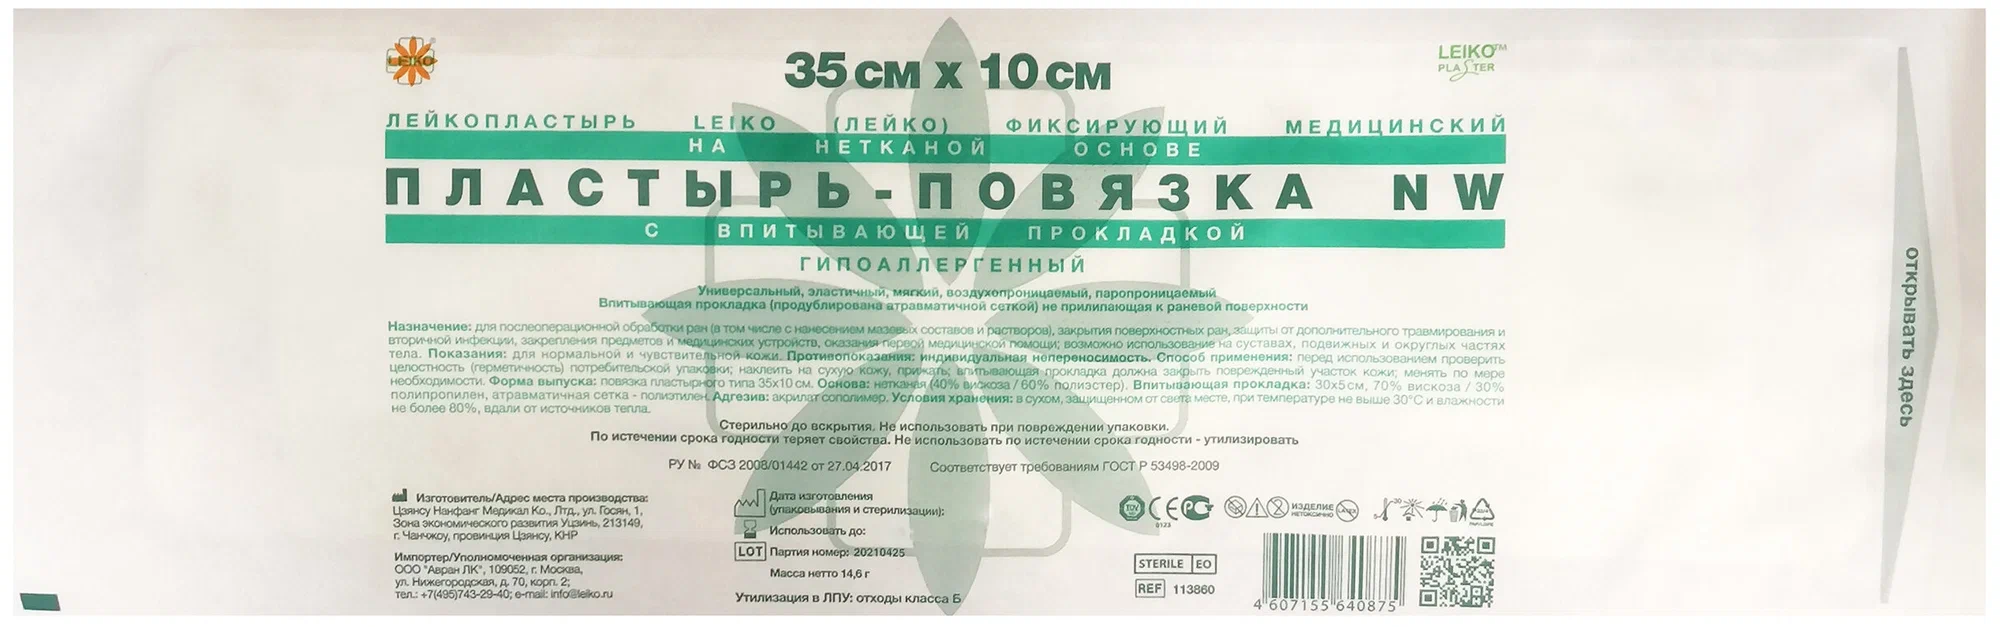 LEIKO
35 см х 10 см
LEIKO™
PLASTER
ЛЕЙКОПЛАСТЫРЬ LEIKO (ЛЕЙКО) ФИКСИРУЮЩИЙ МЕДИЦИНСКИЙ
НА НЕТКАНОЙ ОСНОВЕ
ПЛАСТЫРЬ-ПОВЯЗКА NW
С ВПИТЫВАЮЩЕЙ ПРОКЛАДКОЙ
ГИПОАЛЛЕРГЕННЫЙ
Универсальный, эластичный, мягкий, воздухопроницаемый, паропроницаемый
Впитывающая прокладка (продублирована атравматичной сеткой) не прилипающая к раневой поверхности
Назначение: для послеоперационной обработки ран (в том числе с нанесением мазевых составов и растворов), закрытия поверхностных ран, защиты от дополнительного травмирования и
вторичной инфекции, закрепления предметов и медицинских устройств, оказания первой медицинской помощи; возможно использование на суставах, подвижных и округлых частях
тела. Показания: для нормальной и чувствительной кожи. Противопоказания: индивидуальная непереносимость. Способ применения: перед использованием проверить
целостность (герметичность) потребительской упаковки; наклеить на сухую кожу, прижать, впитывающая прокладка должна закрыть поврежденный участок кожи; менять по мере
необходимости. Форма выпуска: повязка пластырного типа 35х10 см. Основа: нетканая (40% вискоза / 60% полиэстер). Впитывающая прокладка: 30х5см, 70% вискоза / 30%
полипропилен, атравматичная сетка - полиэтилен. Адгезив: акрилат сополимер. Условия хранения: в сухом, защищенном от света месте, при температуре не выше 30°С и влажности
не более 80%, вдали от источников тепла.
Стерильно до вскрытия. Не использовать при повреждении упаковки.
По истечении срока годности теряет свойства. Не использовать по истечении срока годности - утилизировать
РУ № ФСЗ 2008/01442 от 27.04.2017 Соответствует требованиям ГОСТ Р 53498-2009
Изготовитель/Адрес места производства:
Цзянсу Нанфанг Медикал Ко., Лтд., ул. Госян, 1,
Зона экономического развития Уцзинь, 213149,
г. Чанчжоу, провинция Цзянсу, КНР
Импортер/Уполномоченная организация:
ООО "Авран ЛК", 109052, г. Москва,
ул. Нижегородская, д. 70, корп. 2;
тел.: +7(495)743-29-40; e-mail: info@leiko.ru
Дата изготовления
(упаковывания и стерилизации):
Использовать до:
LOT Партия номер: 20210425
Масса нетто 14,6 г
Утилизация в ЛПУ: отходы класса Б
CE
0123
ИЗДЕЛИЕ
НЕТОКСИЧНО
LATEX
STERILE EO
REF 113860
4 607155 640875
открывать здесь